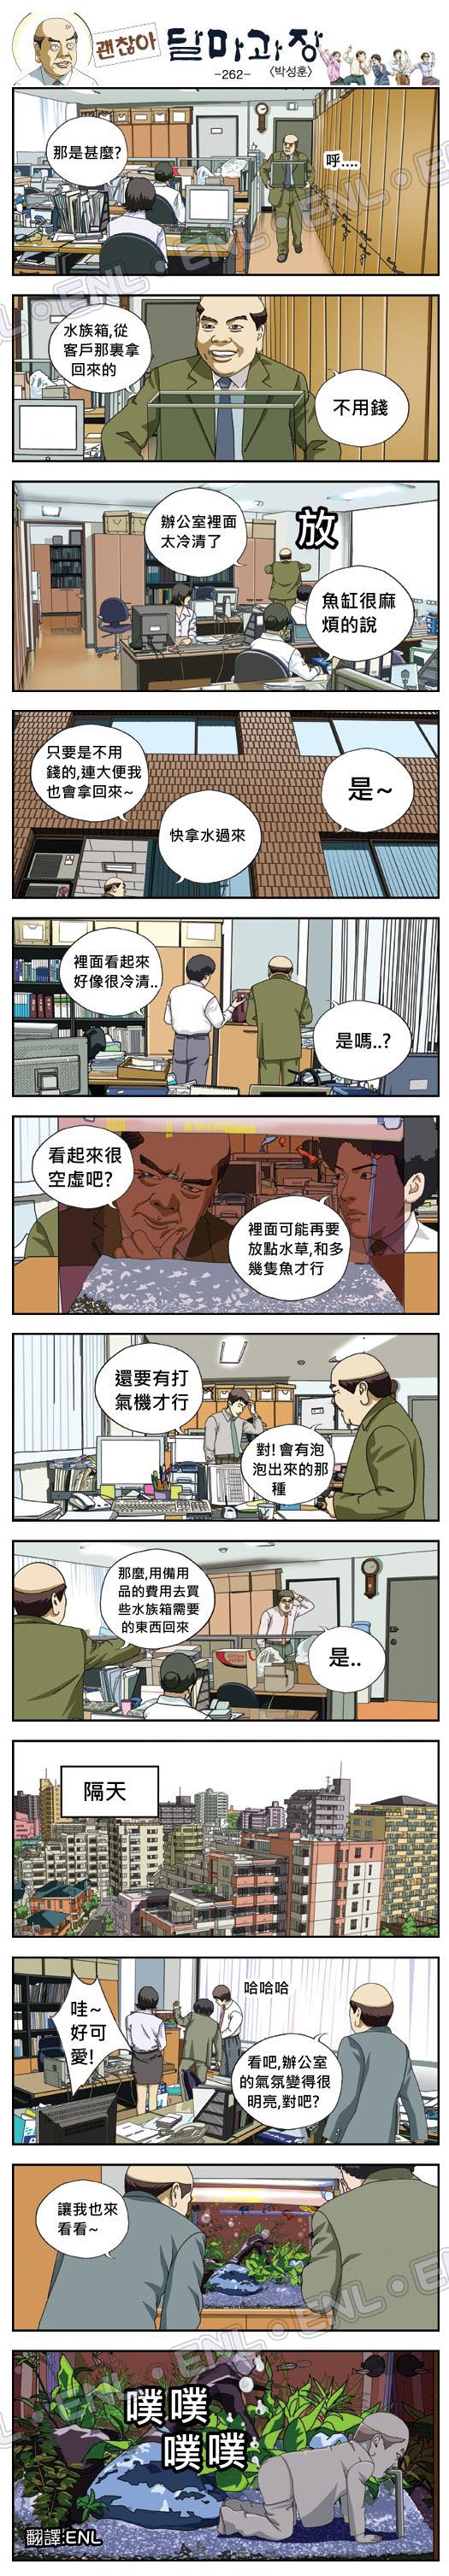 괜찮아 달마과장
-262- <박성훈>
那是甚麼?
呼....
水族箱,從
客戶那裏拿
回來的
不用錢
辦公室裡面
太冷清了
放
魚缸很麻
煩的說
只要是不用
錢的,連大便我
也會拿回來~
快拿水過來
是~
裡面看起來
好像很冷清..
是嗎..?
看起來很
空虛吧?
裡面可能再要
放點水草,和多
幾隻魚才行
還要有打
氣機才行
對! 會有泡
泡出來的那
種
那麼,用備用
品的費用去買
些水族箱需要
的東西回來
是..
隔天
哇~
好可
愛!
哈哈哈
看吧,辦公室
的氣氛變得很
明亮,對吧?
讓我也來
看看~
噗噗
噗噗
翻譯:ENL
ENL